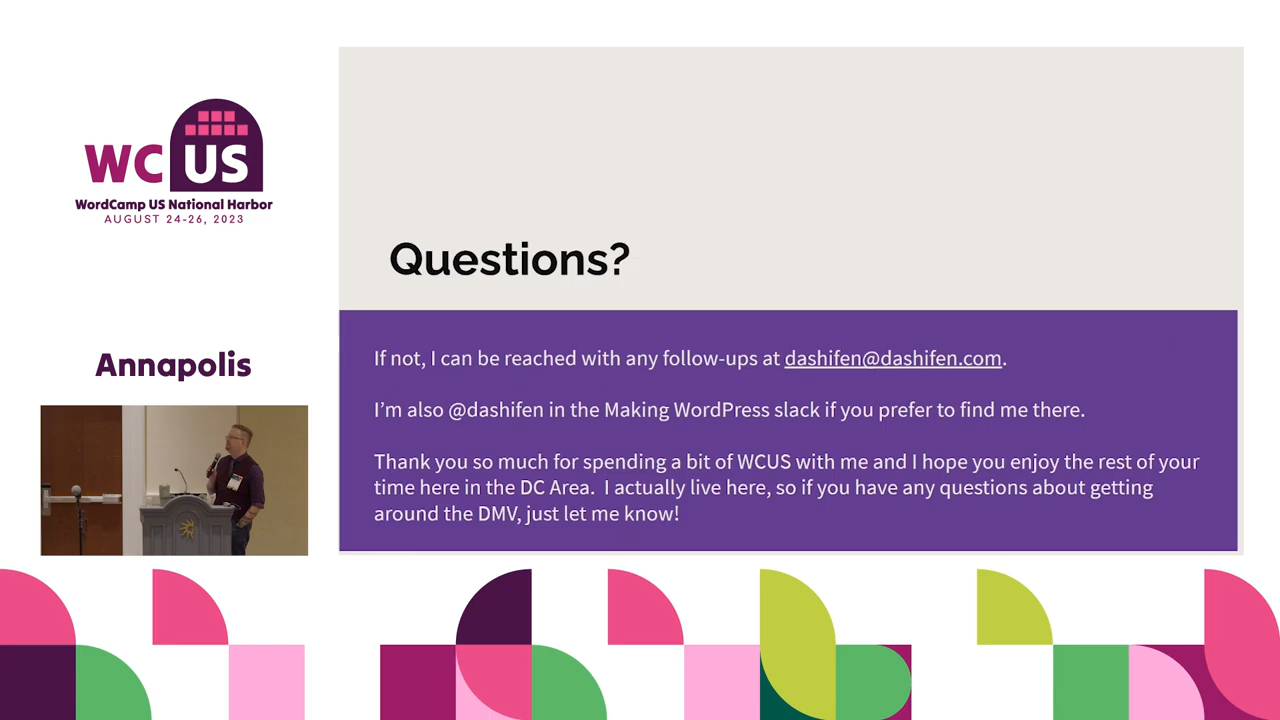 WC US
WordCamp US National Harbor
AUGUST 24-26, 2023
Annapolis
Questions?
If not, I can be reached with any follow-ups at dashifen@dashifen.com.
I’m also @dashifen in the Making WordPress slack if you prefer to find me there.
Thank you so much for spending a bit of WCUS with me and I hope you enjoy the rest of your
time here in the DC Area.  I actually live here, so if you have any questions about getting
around the DMV, just let me know!